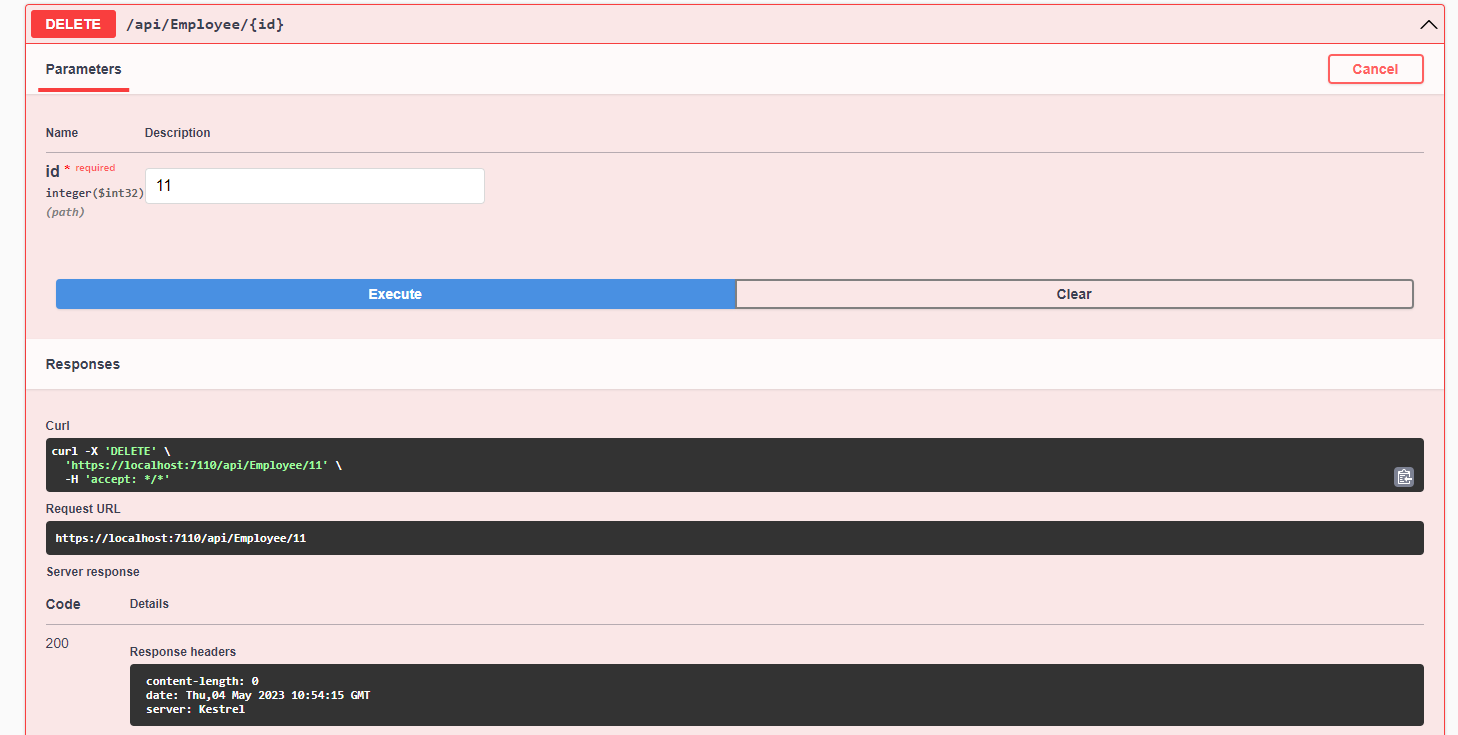 DELETE /api/Employee/{id}
Parameters
Cancel
Name Description
id * required
integer($int32)
(path)
11
Execute Clear
Responses
Curl
curl -X 'DELETE' \
'https://localhost:7110/api/Employee/11' \
-H 'accept: */*'
Request URL
https://localhost:7110/api/Employee/11
Server response
Code Details
200
Response headers
content-length: 0
date: Thu,04 May 2023 10:54:15 GMT
server: Kestrel